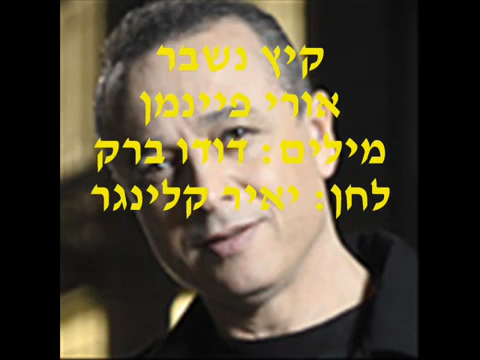 קיץ נשבר
אורי פיינמן
מילים: דודו ברק
לחן: יאיר קלינגר